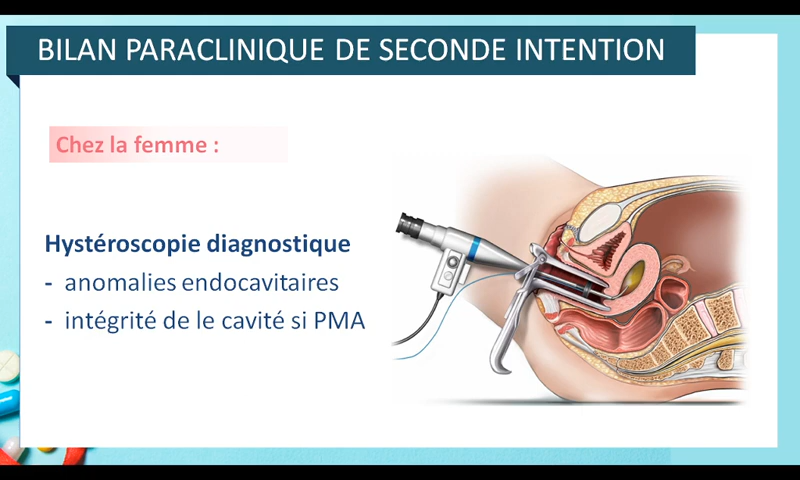 BILAN PARACLINIQUE DE SECONDE INTENTION
Chez la femme :
Hystéroscopie diagnostique
- anomalies endocavitaires
- intégrité de le cavité si PMA